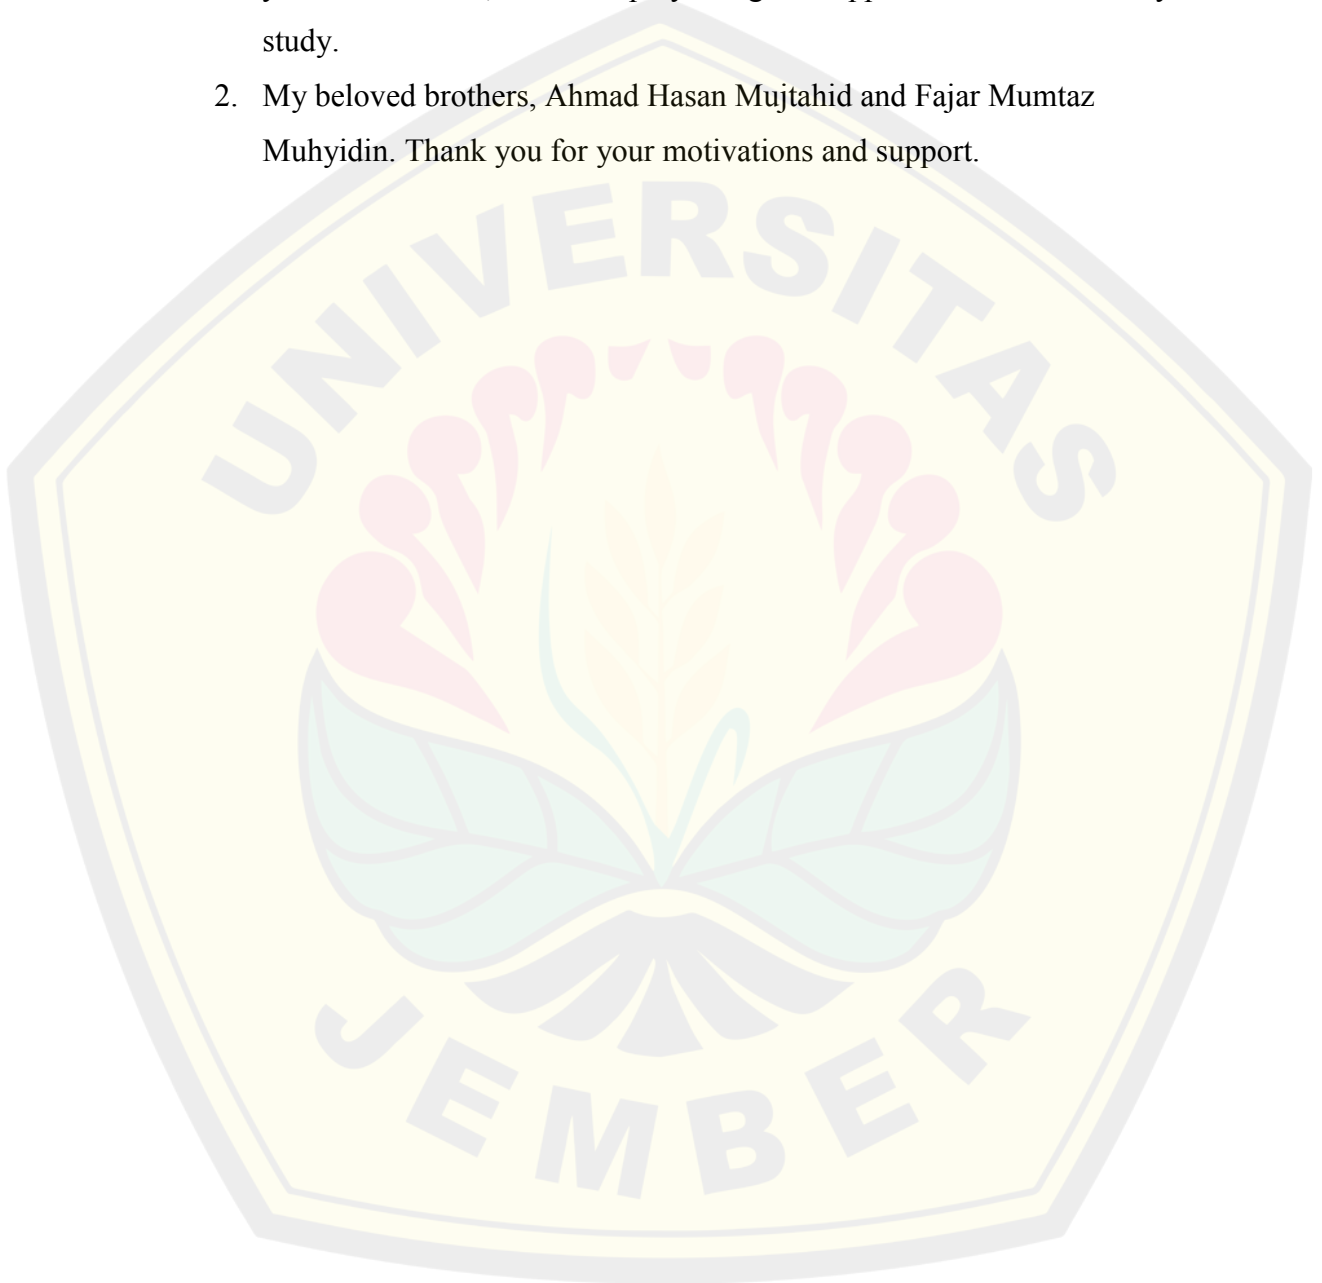 study.
2. My beloved brothers, Ahmad Hasan Mujtahid and Fajar Mumtaz
Muhyidin. Thank you for your motivations and support.
UNIVERSITAS
JEMBER